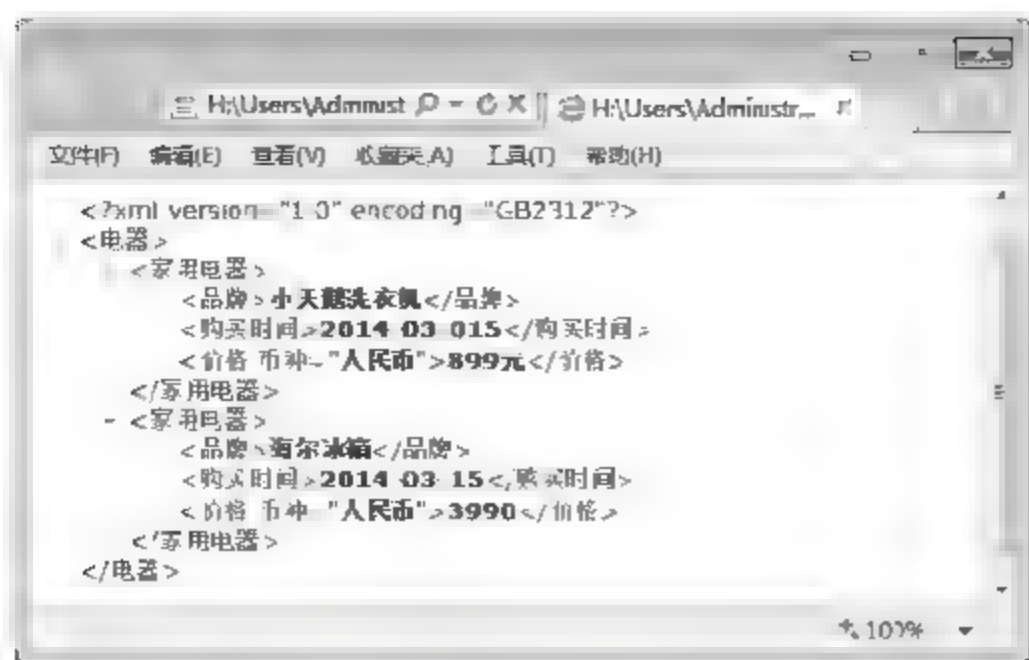 H:\Users\Administ
H:\Users\Administr...
文件(F) 编辑(E) 查看(V) 收藏夹(A) 工具(T) 帮助(H)
<?xml version="1.0" encoding="GB2312"?>
<电器>
<家用电器>
<品牌>小天鹅洗衣机</品牌>
<购买时间>2014-03-015</购买时间>
<价格 币种="人民币">899元</价格>
</家用电器>
- <家用电器>
<品牌>海尔冰箱</品牌>
<购买时间>2014-03-15</购买时间>
<价格 币种="人民币">3990</价格>
</家用电器>
</电器>
100%